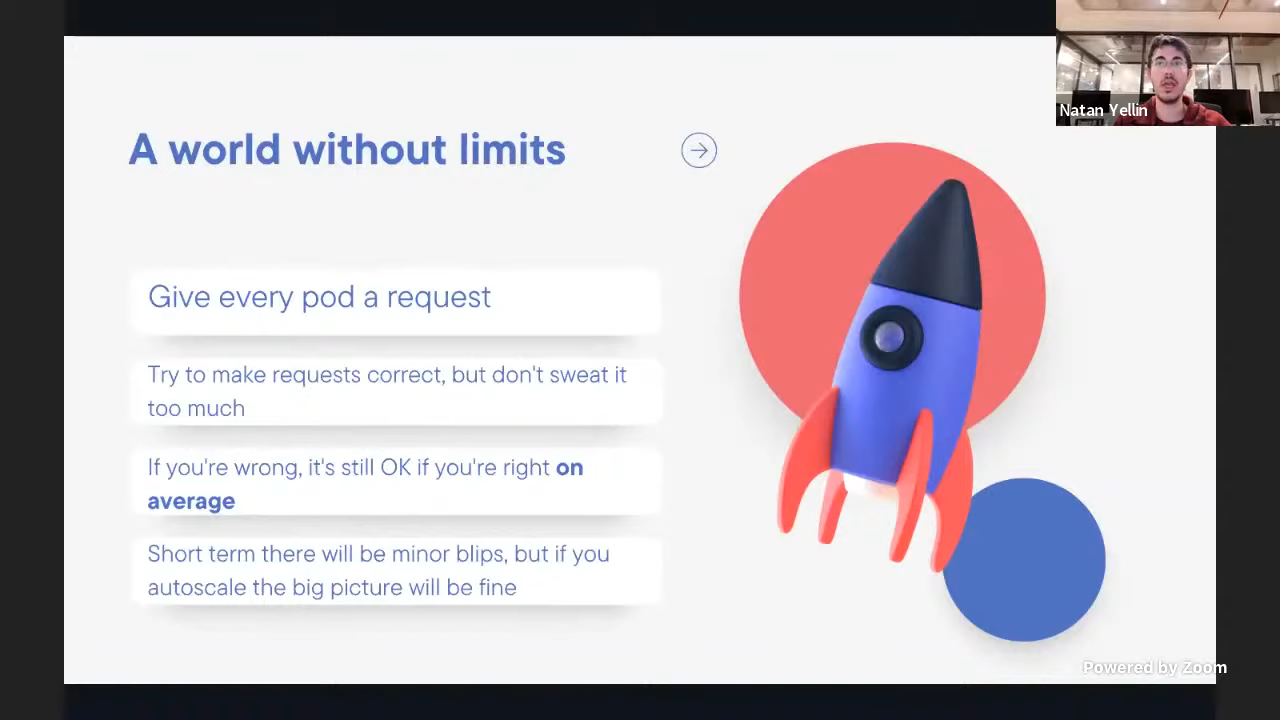 Natan Yellin
A world without limits
Give every pod a request
Try to make requests correct, but don't sweat it
too much
If you're wrong, it's still OK if you're right on
average
Short term there will be minor blips, but if you
autoscale the big picture will be fine
Powered by Zoom